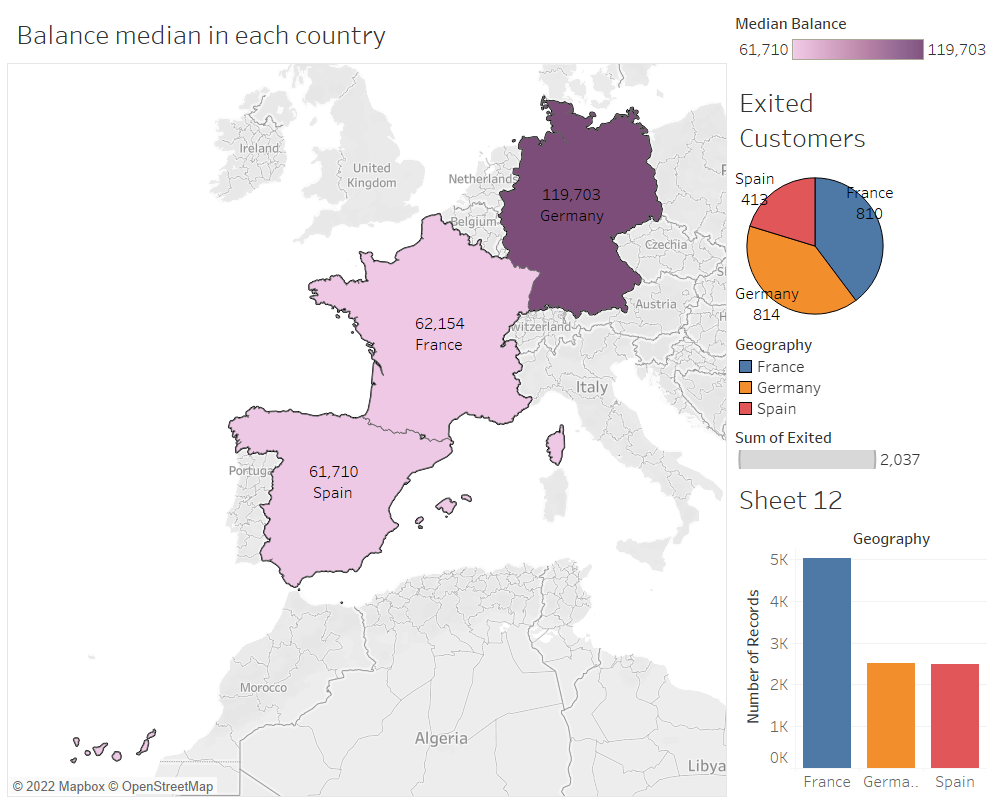 Balance median in each country
Ireland
United
Kingdom
Netherlands
Belgium
119,703
Germany
Czechia
Austria
witzerland
62,154
France
Italy
61,710
Spain
Portuga
Morocco
Algeria
Libya
© 2022 Mapbox © OpenStreetMap
Median Balance
61,710 119,703
Exited
Customers
Spain
413
France
810
Germany
814
Geography
France
Germany
Spain
Sum of Exited
2,037
Sheet 12
Geography
Number of Records
5K
4K
3K
2K
1K
0K
France Germa.. Spain